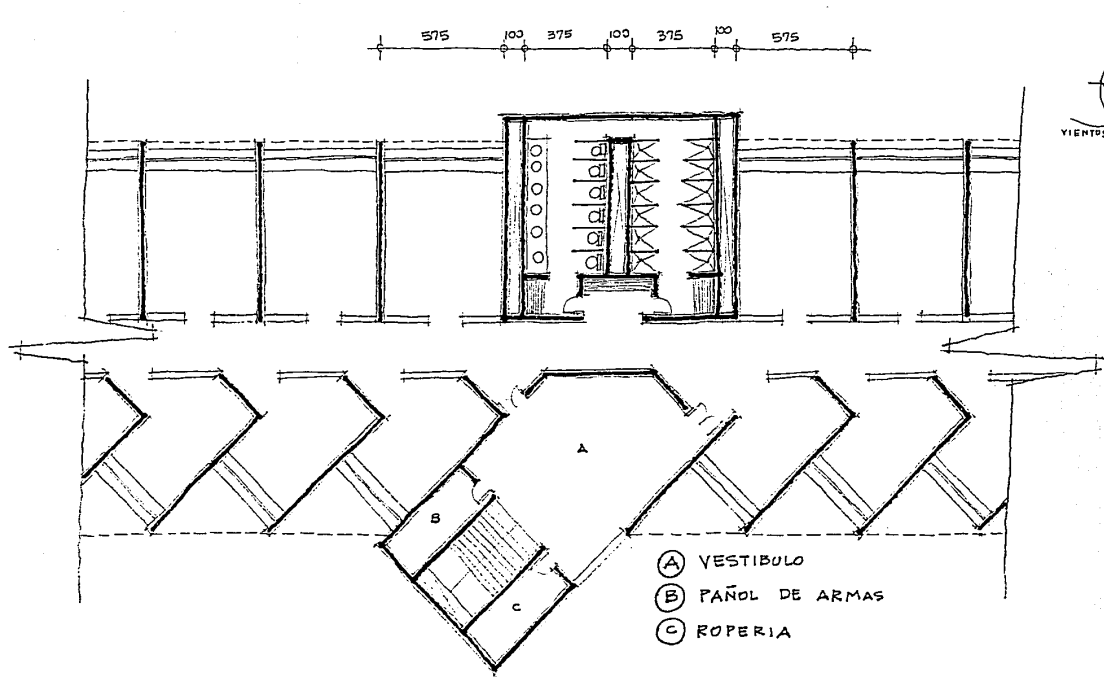 575 100 375 100 375 100 575
VIENTOS
A
B
C
A VESTIBULO
B PAÑOL DE ARMAS
C ROPERIA